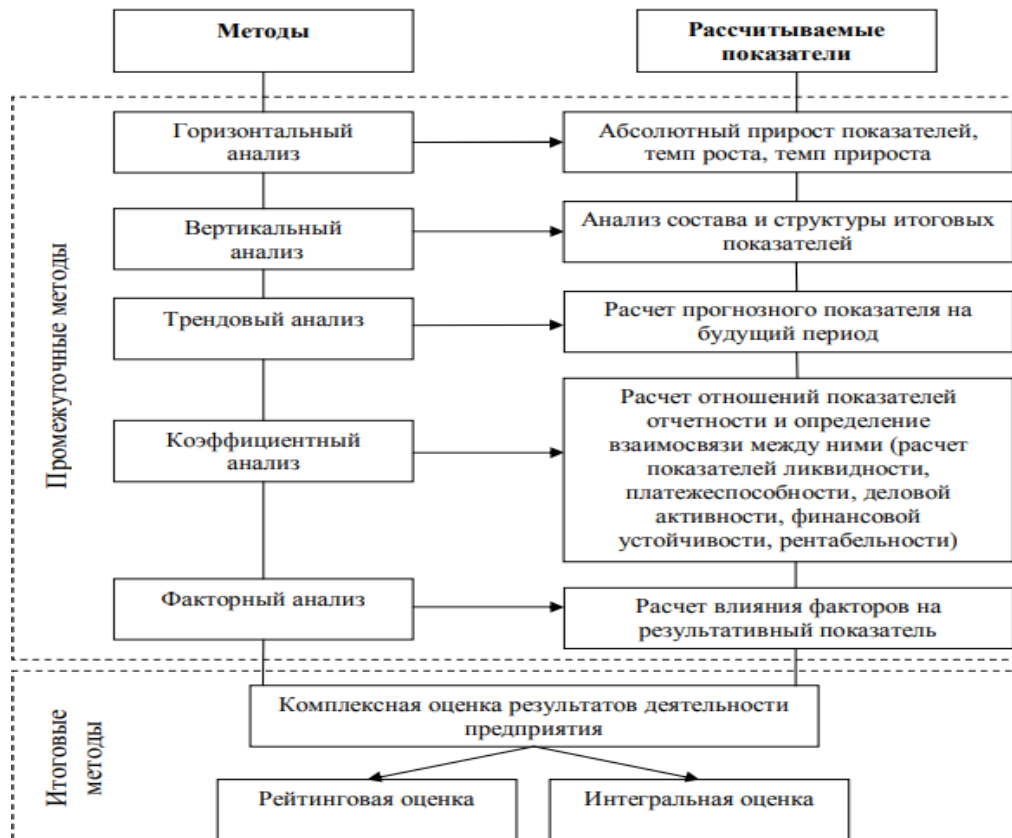 Методы
Рассчитываемые
показатели
Промежуточные методы
Горизонтальный
анализ
Абсолютный прирост показателей,
темп роста, темп прироста
Вертикальный
анализ
Анализ состава и структуры итоговых
показателей
Трендовый анализ
Расчет прогнозного показателя на
будущий период
Коэффициентный
анализ
Расчет отношений показателей
отчетности и определение
взаимосвязи между ними (расчет
показателей ликвидности,
платежеспособности, деловой
активности, финансовой
устойчивости, рентабельности)
Факторный анализ
Расчет влияния факторов на
результативный показатель
Итоговые
методы
Комплексная оценка результатов деятельности
предприятия
Рейтинговая оценка
Интегральная оценка